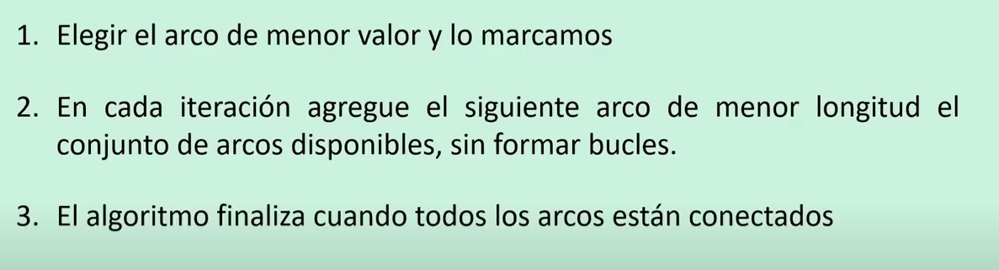 1. Elegir el arco de menor valor y lo marcamos
2. En cada iteración agregue el siguiente arco de menor longitud el
conjunto de arcos disponibles, sin formar bucles.
3. El algoritmo finaliza cuando todos los arcos están conectados